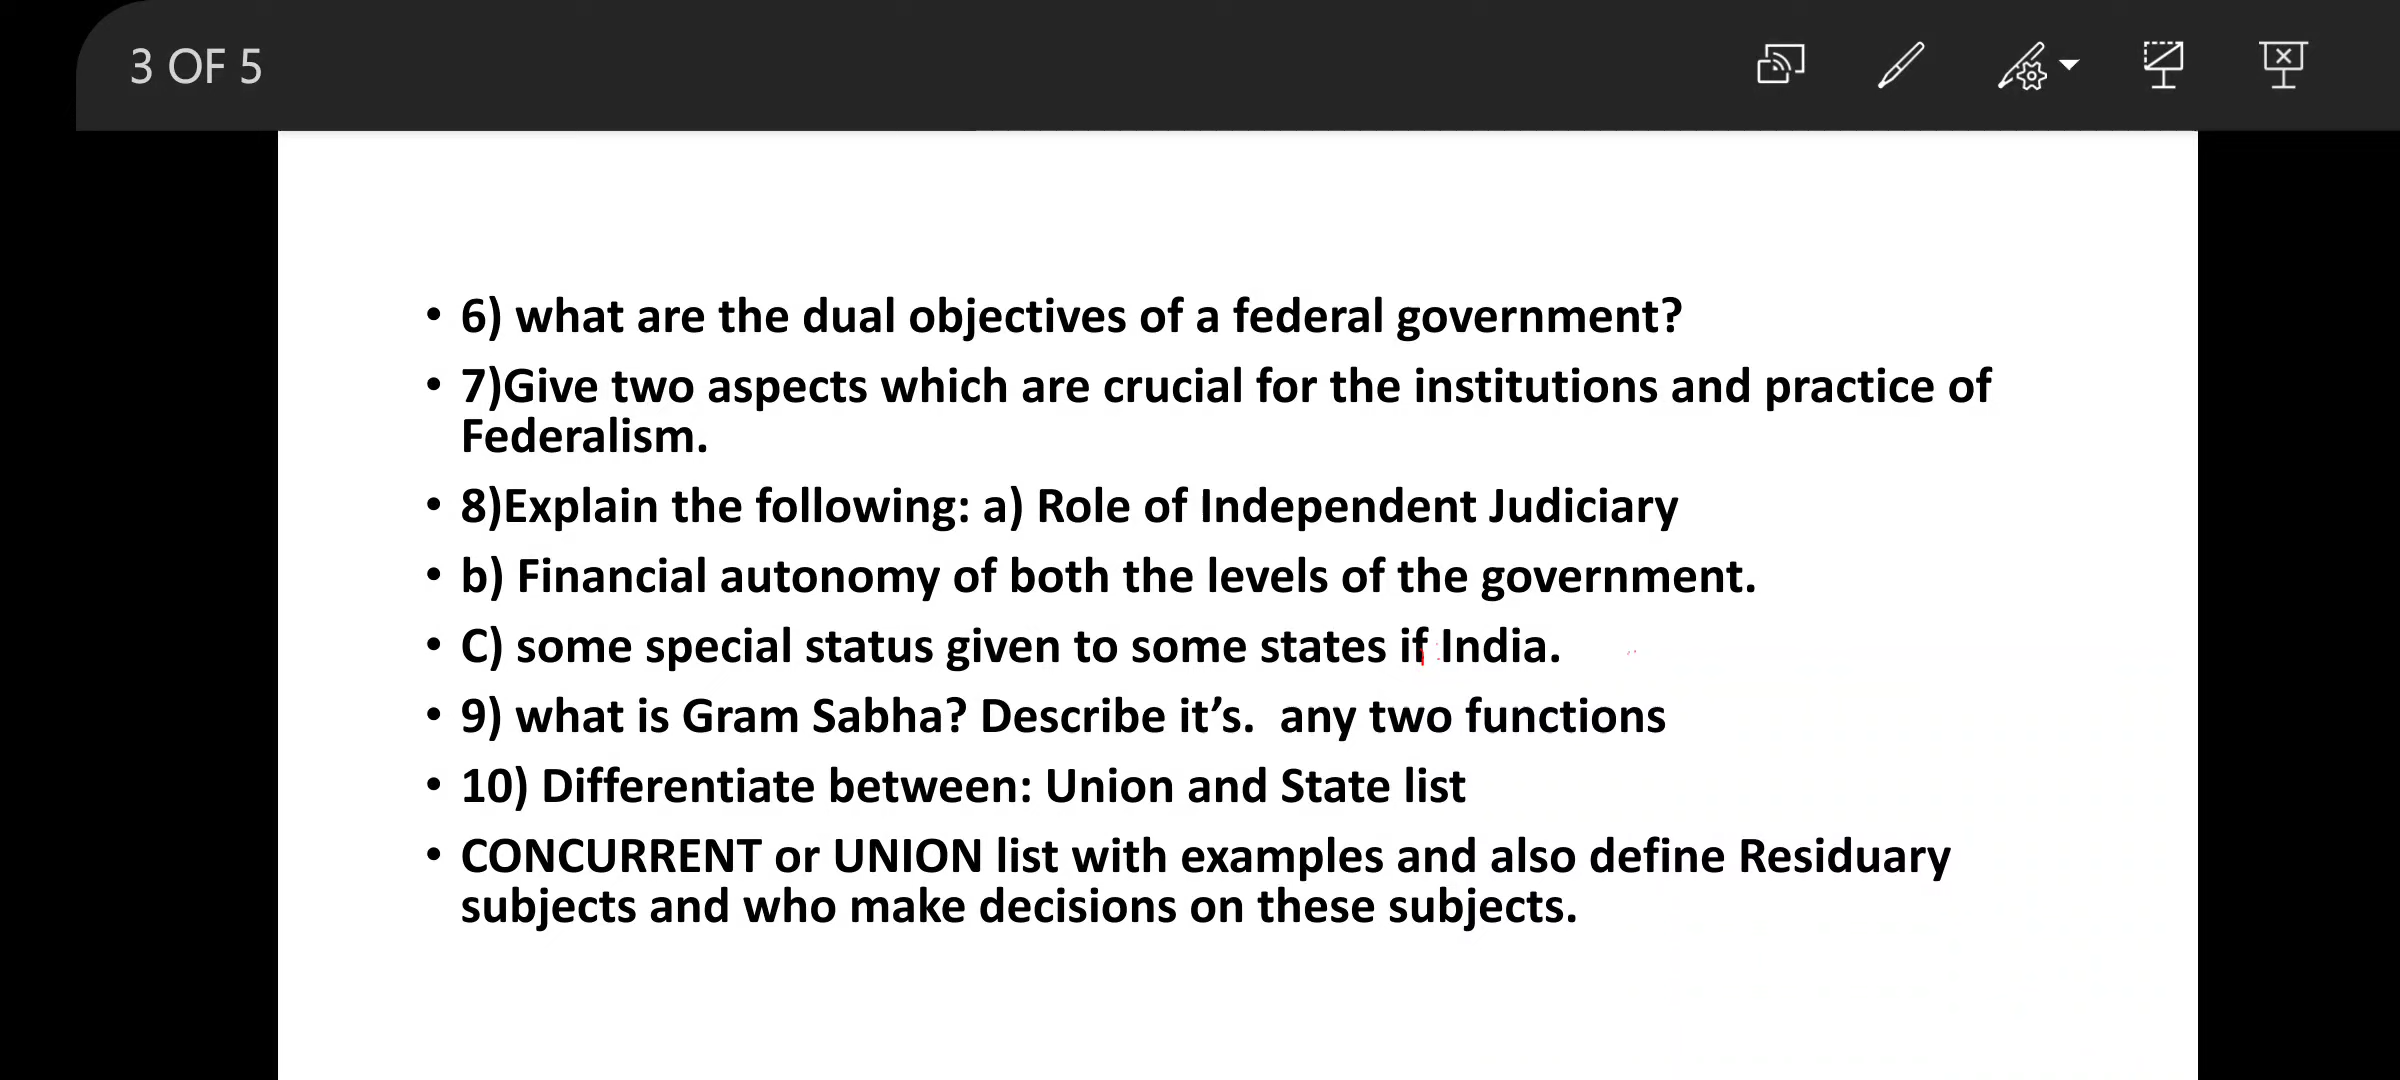 3 OF 5
• 6) what are the dual objectives of a federal government?
• 7)Give two aspects which are crucial for the institutions and practice of
Federalism.
• 8)Explain the following: a) Role of Independent Judiciary
• b) Financial autonomy of both the levels of the government.
• C) some special status given to some states if India.
• 9) what is Gram Sabha? Describe it’s.  any two functions
• 10) Differentiate between: Union and State list
• CONCURRENT or UNION list with examples and also define Residuary
subjects and who make decisions on these subjects.